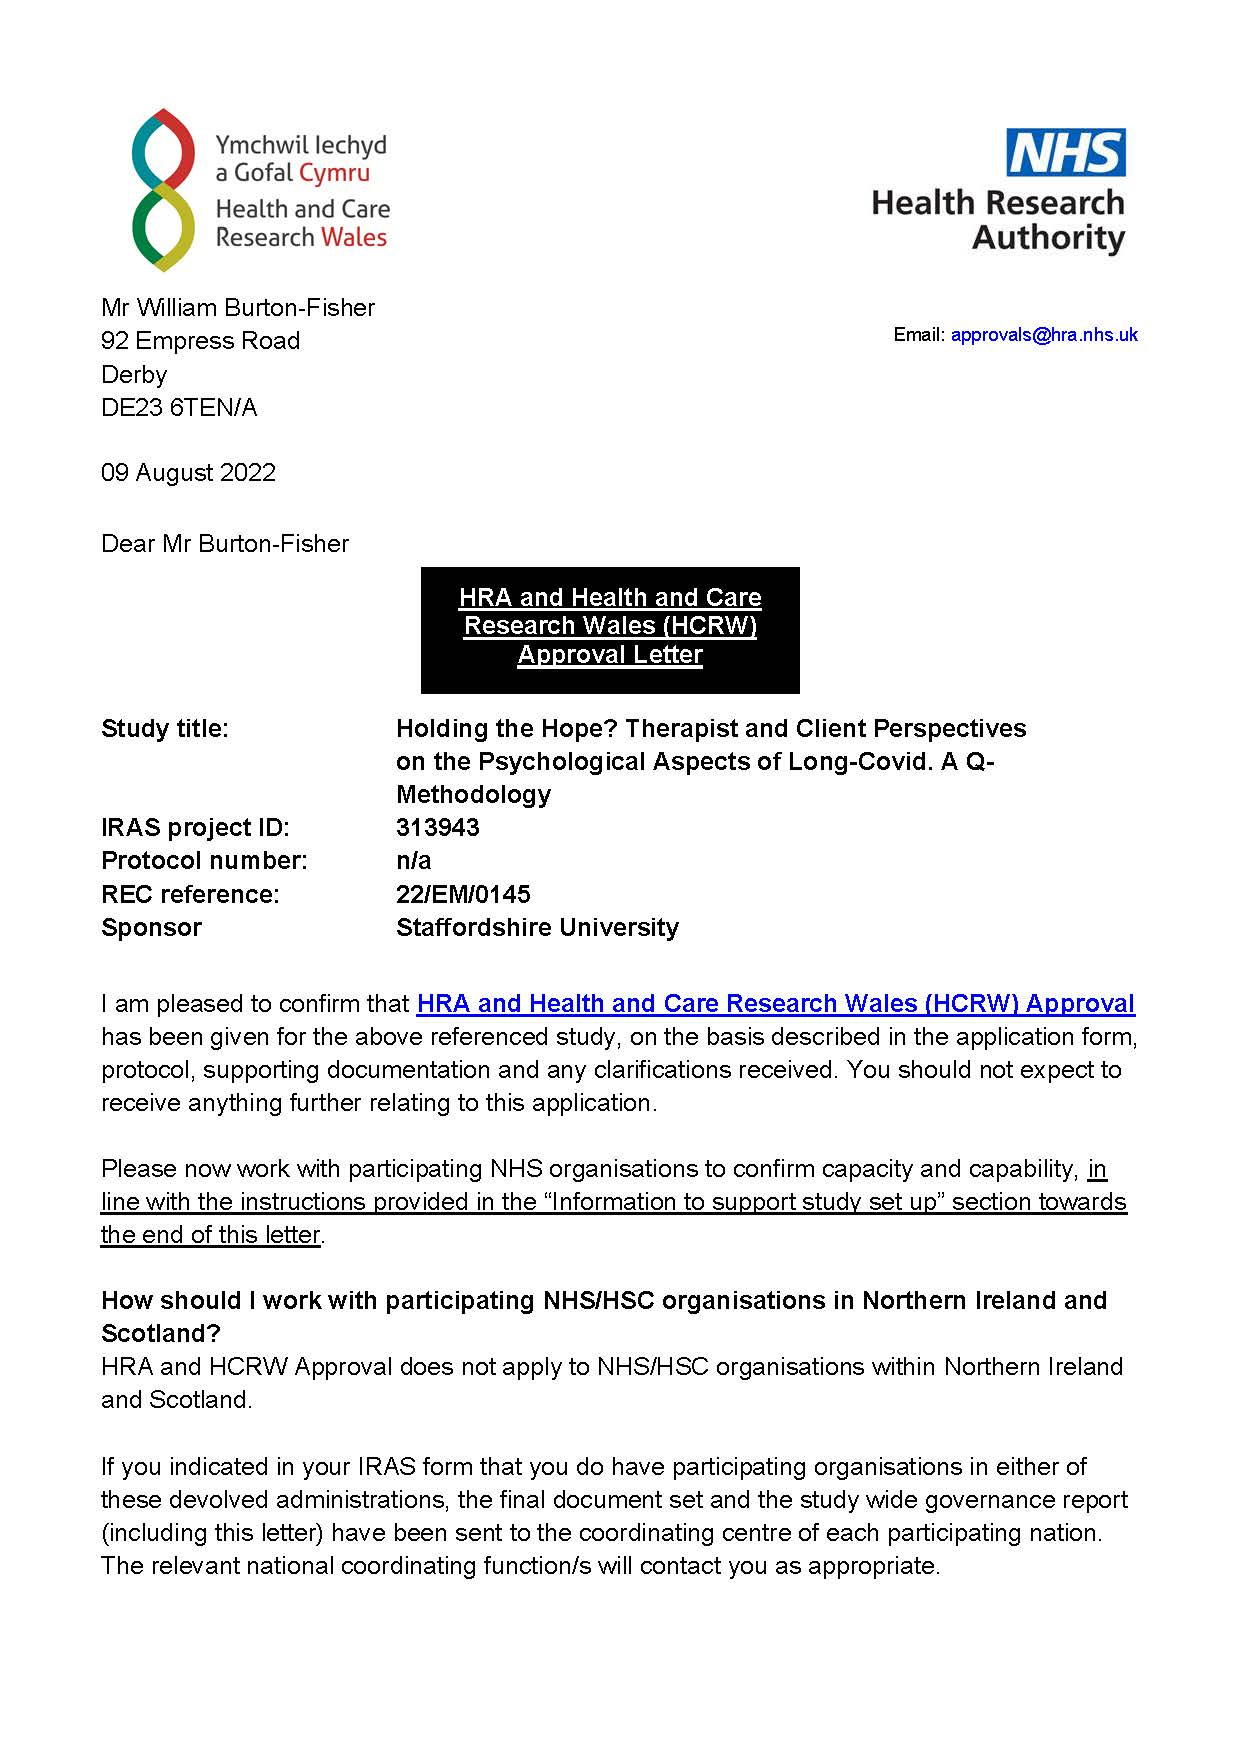 Ymchwil Iechyd
a Gofal Cymru
Health and Care
Research Wales
NHS
Health Research
Authority
Mr William Burton-Fisher
92 Empress Road
Derby
DE23 6TEN/A
Email: approvals@hra.nhs.uk
09 August 2022
Dear Mr Burton-Fisher
HRA and Health and Care
Research Wales (HCRW)
Approval Letter
Study title: Holding the Hope? Therapist and Client Perspectives
on the Psychological Aspects of Long-Covid. A Q-
Methodology
IRAS project ID: 313943
Protocol number: n/a
REC reference: 22/EM/0145
Sponsor Staffordshire University
I am pleased to confirm that HRA and Health and Care Research Wales (HCRW) Approval
has been given for the above referenced study, on the basis described in the application form,
protocol, supporting documentation and any clarifications received. You should not expect to
receive anything further relating to this application.
Please now work with participating NHS organisations to confirm capacity and capability, in
line with the instructions provided in the “Information to support study set up” section towards
the end of this letter.
How should I work with participating NHS/HSC organisations in Northern Ireland and
Scotland?
HRA and HCRW Approval does not apply to NHS/HSC organisations within Northern Ireland
and Scotland.
If you indicated in your IRAS form that you do have participating organisations in either of
these devolved administrations, the final document set and the study wide governance report
(including this letter) have been sent to the coordinating centre of each participating nation.
The relevant national coordinating function/s will contact you as appropriate.